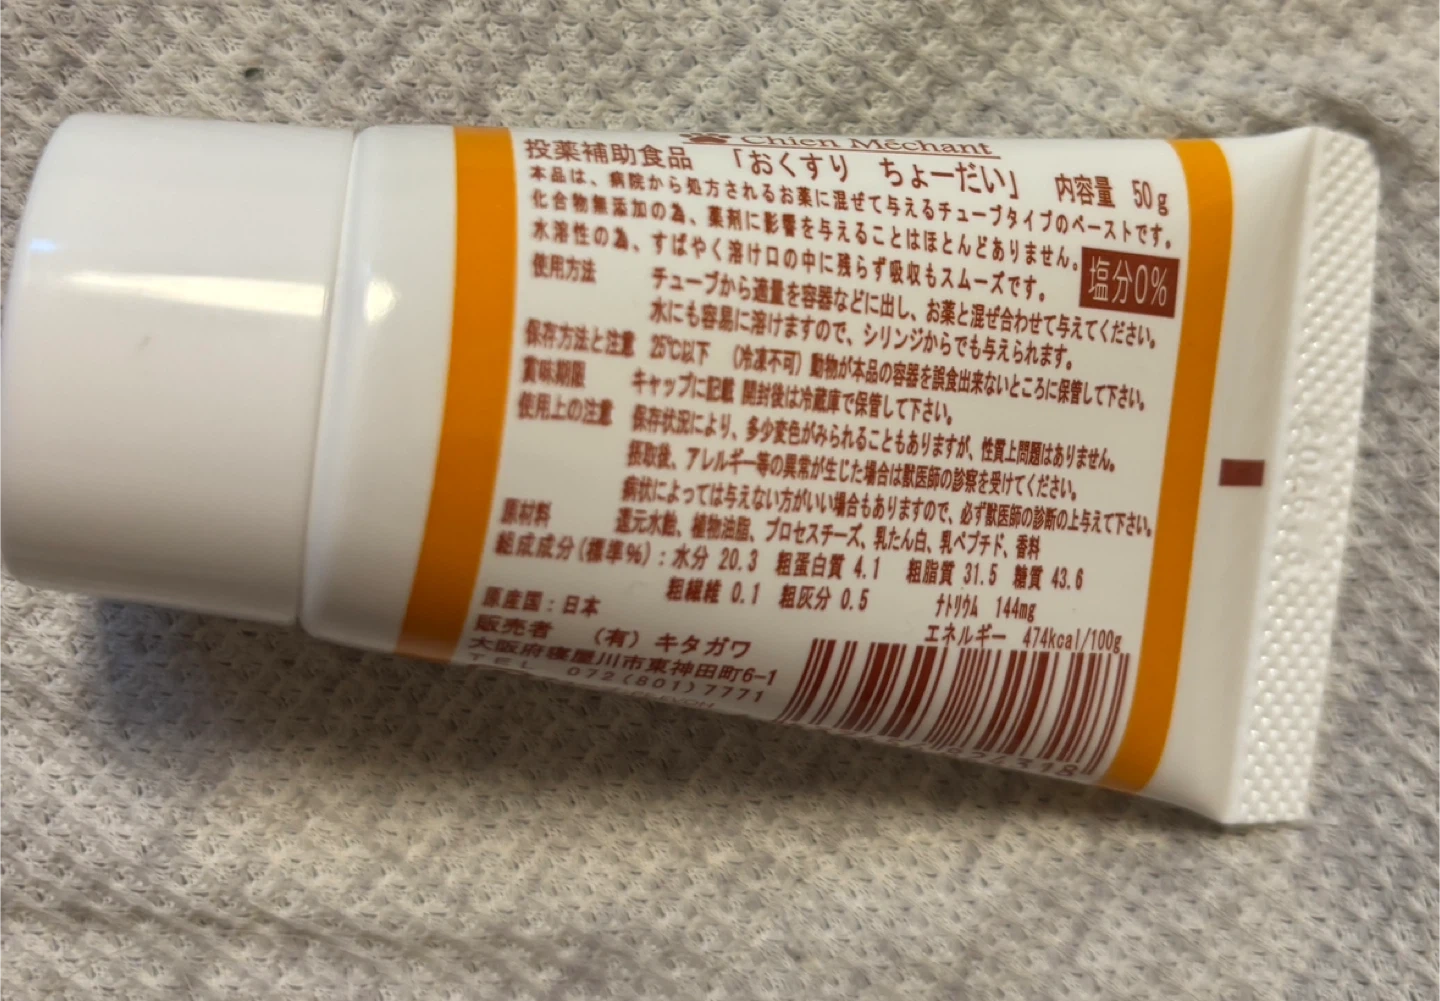 Chien Méchant
投薬補助食品 「おくすり ちょーだい」 内容量 50g
本品は、病院から処方されるお薬に混ぜて与えるチューブタイプのペーストです。
化合物無添加の為、薬剤に影響を与えることはほとんどありません。
水溶性の為、すばやく溶け口の中に残らず吸収もスムーズです。
塩分0%
使用方法 チューブから適量を容器などに出し、お薬と混ぜ合わせて与えてください。
水にも容易に溶けますので、シリンジからでも与えられます。
保存方法と注意 25℃以下 (冷凍不可) 動物が本品の容器を誤食出来ないところに保管して下さい。
賞味期限 キャップに記載 開封後は冷蔵庫で保管して下さい。
使用上の注意 保存状況により、多少変色がみられることもありますが、性質上問題はありません。
摂取後、アレルギー等の異常が生じた場合は獣医師の診察を受けてください。
病状によっては与えない方がいい場合もありますので、必ず獣医師の診断の上与えて下さい。
原材料 還元水飴、植物油脂、プロセスチーズ、乳たん白、乳ペプチド、香料
組成成分(標準%):水分 20.3 粗蛋白質 4.1 粗脂質 31.5 糖質 43.6
粗繊維 0.1 粗灰分 0.5 ナトリウム 144mg
エネルギー 474kcal/100g
原産国:日本
販売者 (有) キタガワ
大阪府寝屋川市東神田町6-1
TEL 072(801)7771